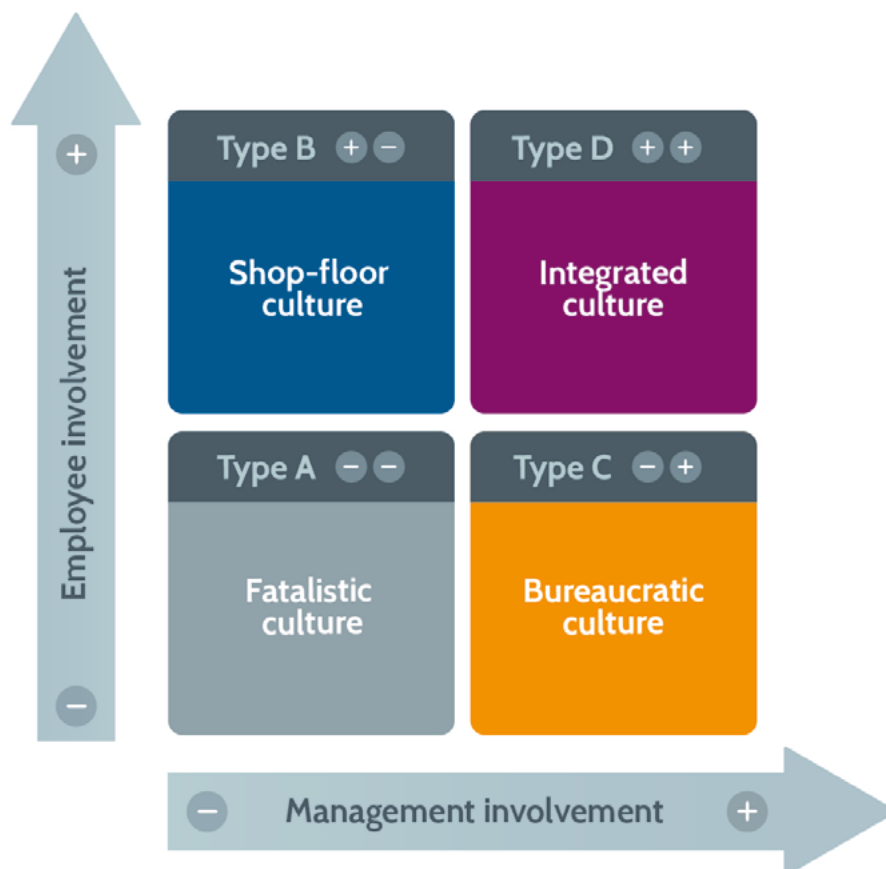 Employee involvement
+
−
Type B + −
Shop-floor
culture
Type D + +
Integrated
culture
Type A − −
Fatalistic
culture
Type C − +
Bureaucratic
culture
− Management involvement +